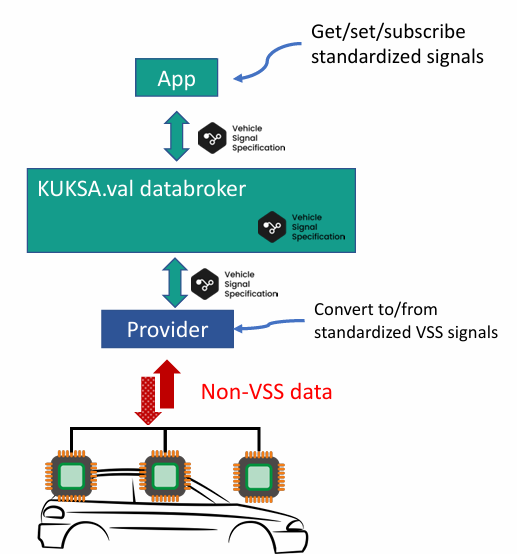 Get/set/subscribe
standardized signals
App
Vehicle
Signal
Specification
KUKSA.val databroker
Vehicle
Signal
Specification
Vehicle
Signal
Specification
Provider
Convert to/from
standardized VSS signals
Non-VSS data